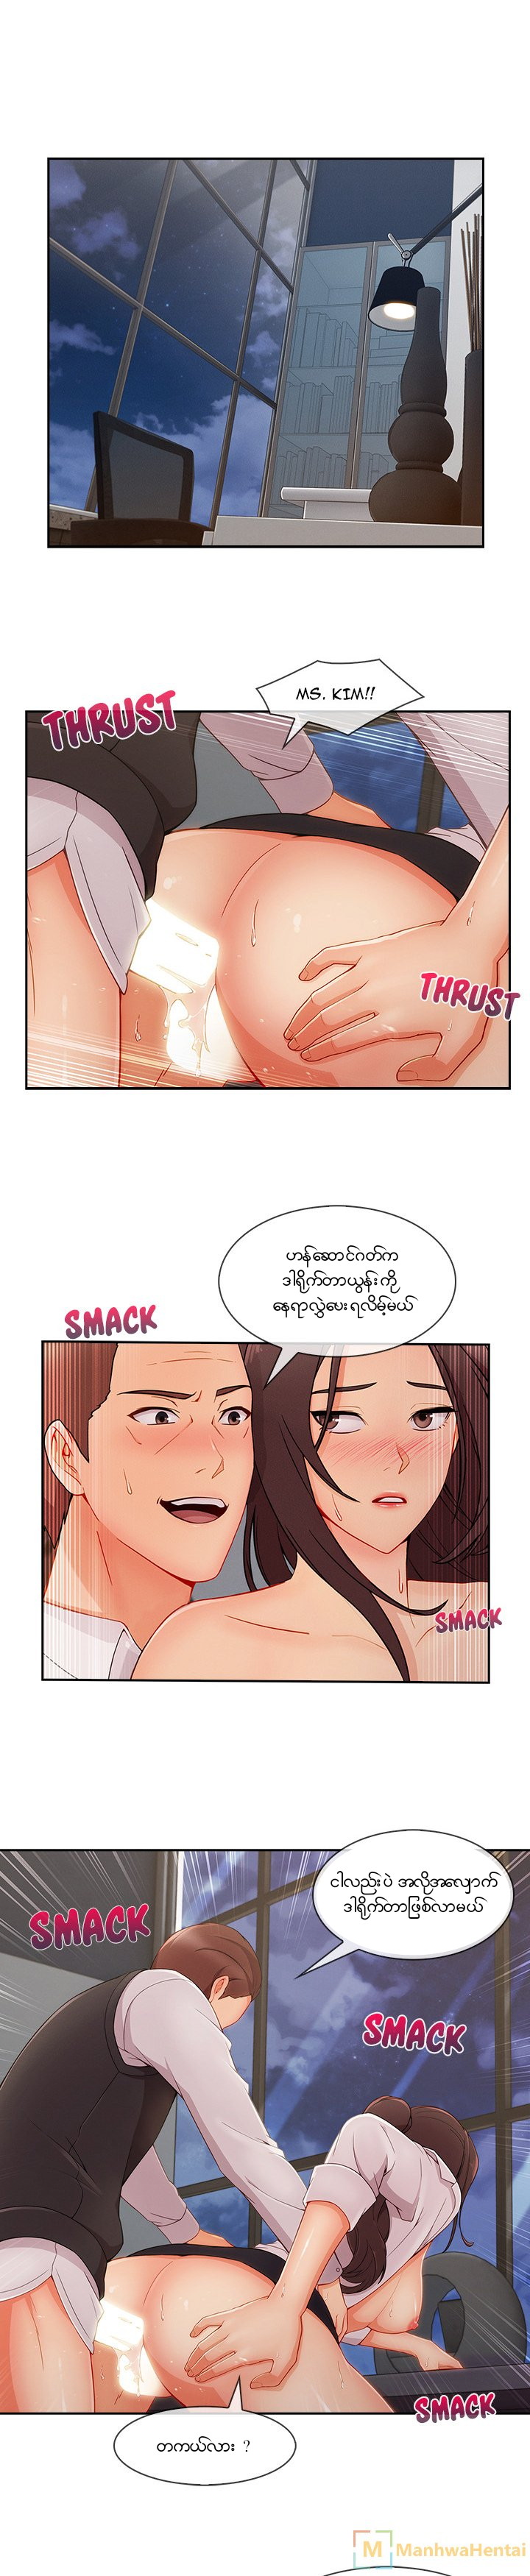 MS. KIM!!
THRUST
THRUST
ဟန်ဆောင်ဂတ်က
ဒါရိုက်တာယွန်းကို
နေရာလွှဲပေးရလိမ့်မယ်
SMACK
SMACK
ငါလည်းပဲ အလိုအလျောက်
ဒါရိုက်တာဖြစ်လာမယ်
SMACK
SMACK
SMACK
တကယ်လား ?
M ManhwaHentai